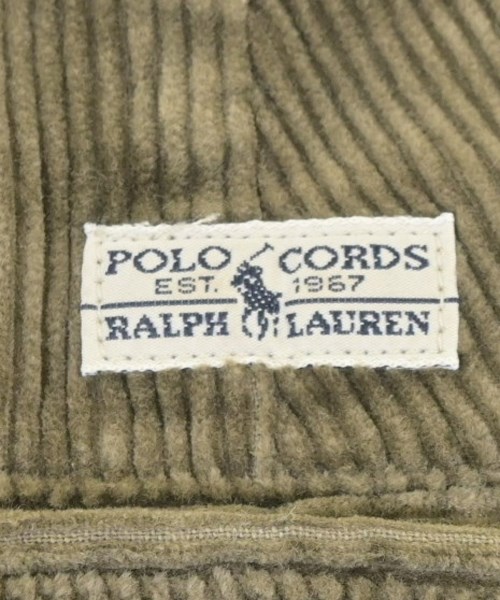 POLO CORDS
EST. 1967
RALPH LAUREN